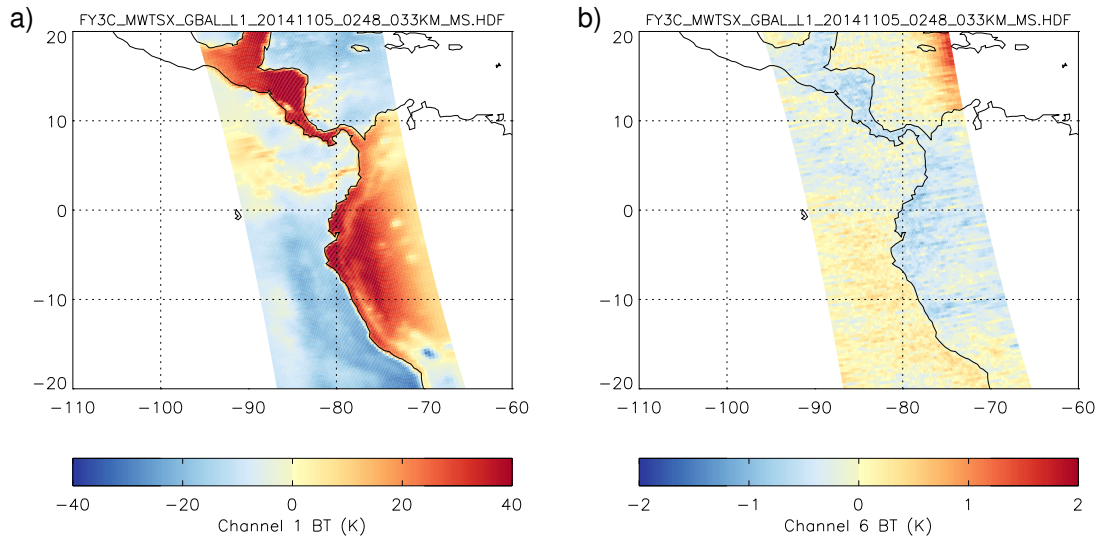 a)
FY3C_MWTSX_GBAL_L1_20141105_0248_033KM_MS.HDF
20
10
0
−10
−20
−110 −100 −90 −80 −70 −60
−40 −20 0 20 40
Channel 1 BT (K)
b)
FY3C_MWTSX_GBAL_L1_20141105_0248_033KM_MS.HDF
20
10
0
−10
−20
−110 −100 −90 −80 −70 −60
−2 −1 0 1 2
Channel 6 BT (K)